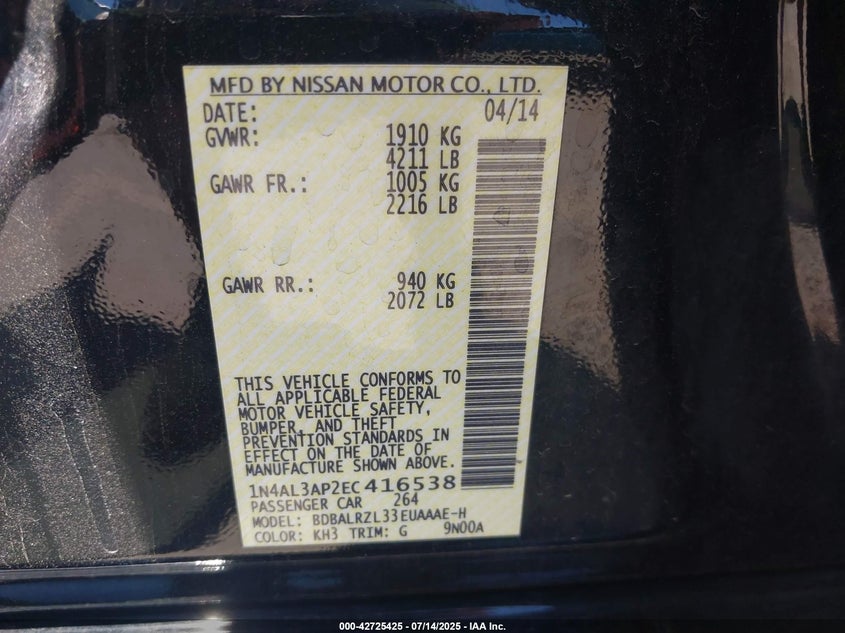 MFD BY NISSAN MOTOR CO., LTD.
DATE: 04/14
GVWR: 1910 KG
4211 LB
GAWR FR.: 1005 KG
2216 LB
GAWR RR.: 940 KG
2072 LB
THIS VEHICLE CONFORMS TO
ALL APPLICABLE FEDERAL
MOTOR VEHICLE SAFETY,
BUMPER, AND THEFT
PREVENTION STANDARDS IN
EFFECT ON THE DATE OF
MANUFACTURE SHOWN ABOVE.
1N4AL3AP2EC416538
PASSENGER CAR 264
MODEL: BDBALRZL33EUAAAE-H
COLOR: KH3 TRIM: G 9N00A
000-42725425 - 07/14/2025 - IAA Inc.